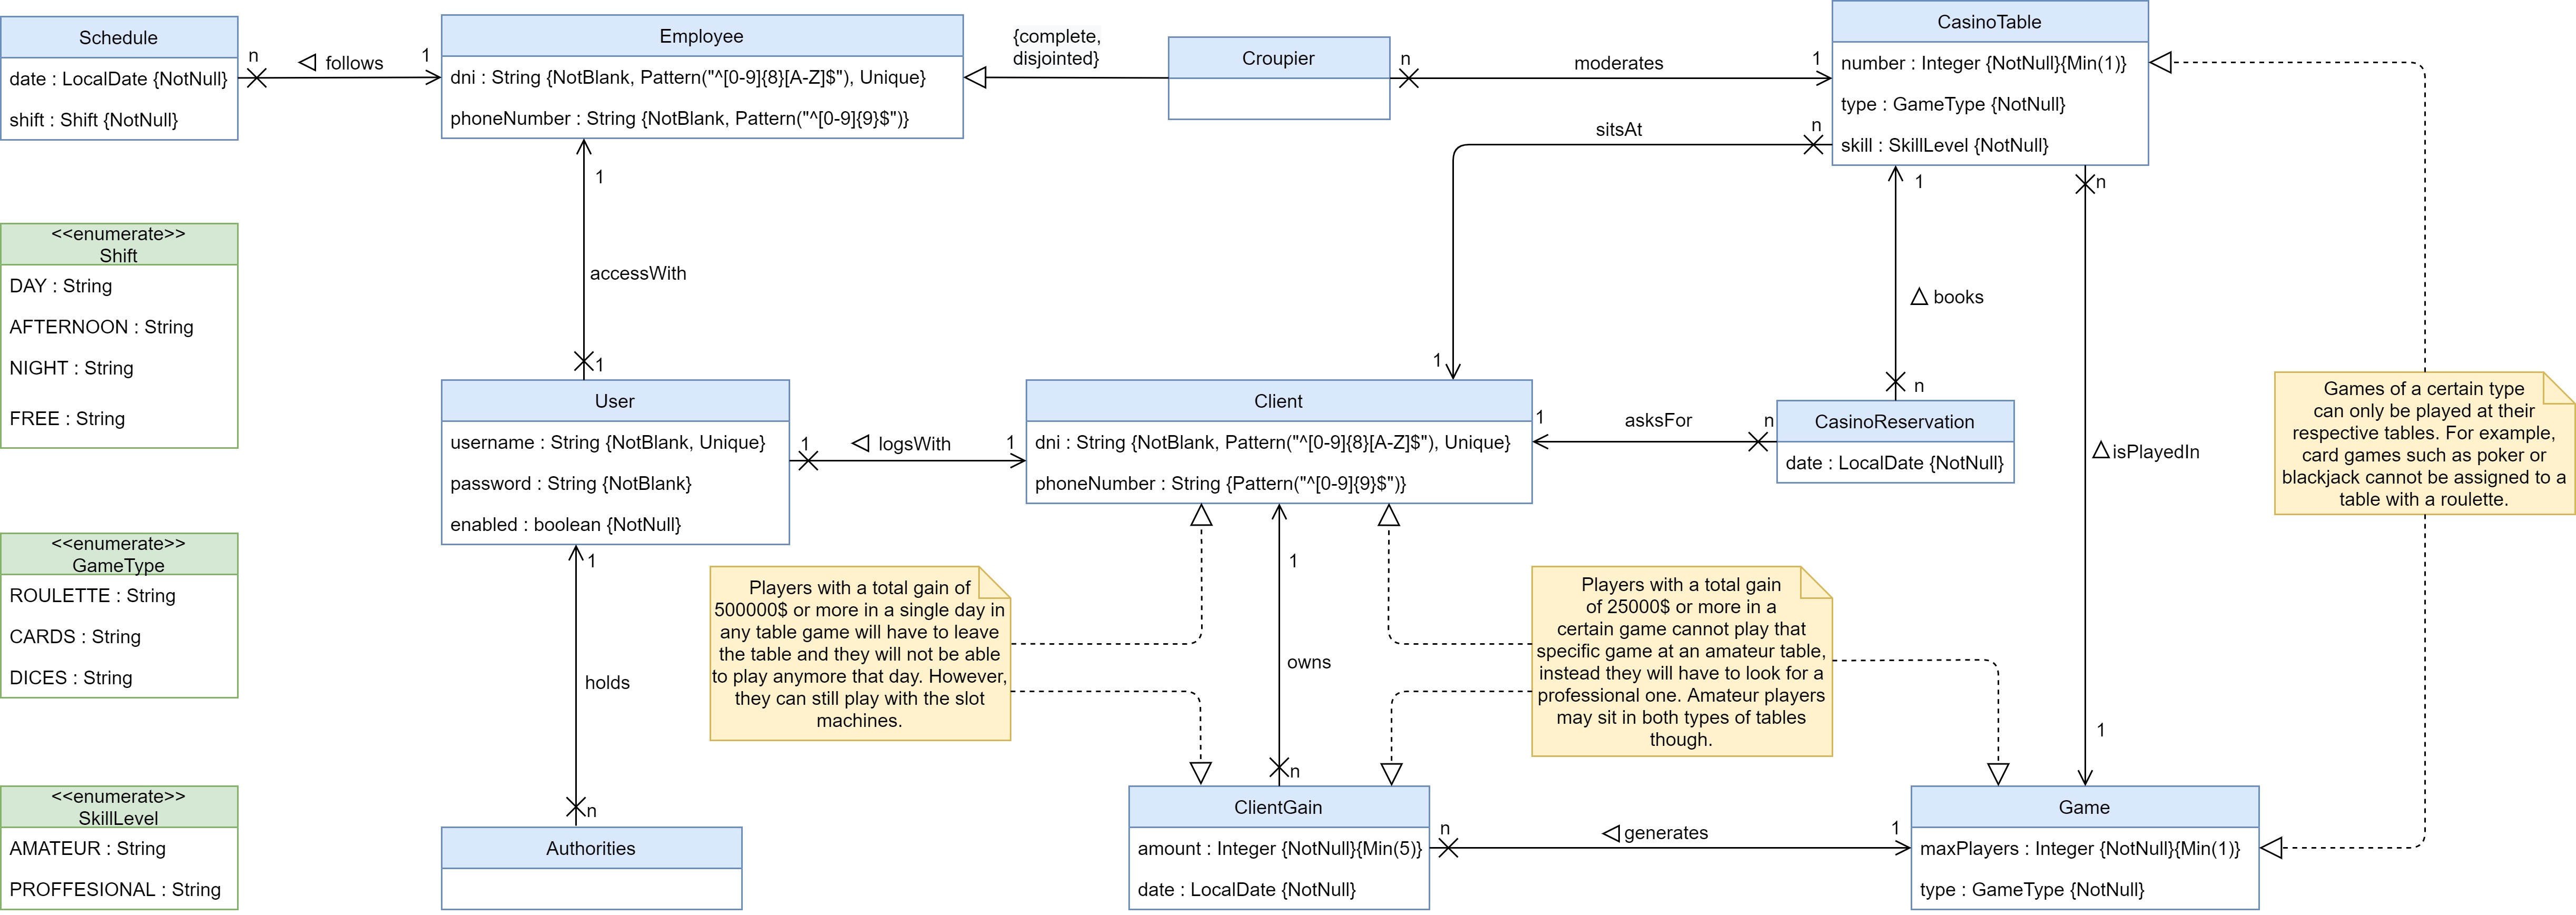 Schedule
date : LocalDate {NotNull}
shift : Shift {NotNull}
n
follows
1
Employee
dni : String {NotBlank, Pattern("^[0-9]{8}[A-Z]$"), Unique}
phoneNumber : String {NotBlank, Pattern("^[0-9]{9}$")}
{complete,
disjointed}
Croupier
n
moderates
1
CasinoTable
number : Integer {NotNull}{Min(1)}
type : GameType {NotNull}
skill : SkillLevel {NotNull}
sitsAt
n
1
1
accessWith
1
1
books
n
n
isPlayedIn
1
<<enumerate>>
Shift
DAY : String
AFTERNOON : String
NIGHT : String
FREE : String
User
username : String {NotBlank, Unique}
password : String {NotBlank}
enabled : boolean {NotNull}
1
logsWith
1
Client
dni : String {NotBlank, Pattern("^[0-9]{8}[A-Z]$"), Unique}
phoneNumber : String {Pattern("^[0-9]{9}$")}
1
asksFor
n
CasinoReservation
date : LocalDate {NotNull}
Games of a certain type
can only be played at their
respective tables. For example,
card games such as poker or
blackjack cannot be assigned to a
table with a roulette.
<<enumerate>>
GameType
ROULETTE : String
CARDS : String
DICES : String
1
holds
n
Players with a total gain of
500000$ or more in a single day in
any table game will have to leave
the table and they will not be able
to play anymore that day. However,
they can still play with the slot
machines.
1
owns
n
Players with a total gain
of 25000$ or more in a
certain game cannot play that
specific game at an amateur table,
instead they will have to look for a
professional one. Amateur players
may sit in both types of tables
though.
<<enumerate>>
SkillLevel
AMATEUR : String
PROFFESIONAL : String
Authorities
ClientGain
amount : Integer {NotNull}{Min(5)}
date : LocalDate {NotNull}
n
generates
1
Game
maxPlayers : Integer {NotNull}{Min(1)}
type : GameType {NotNull}